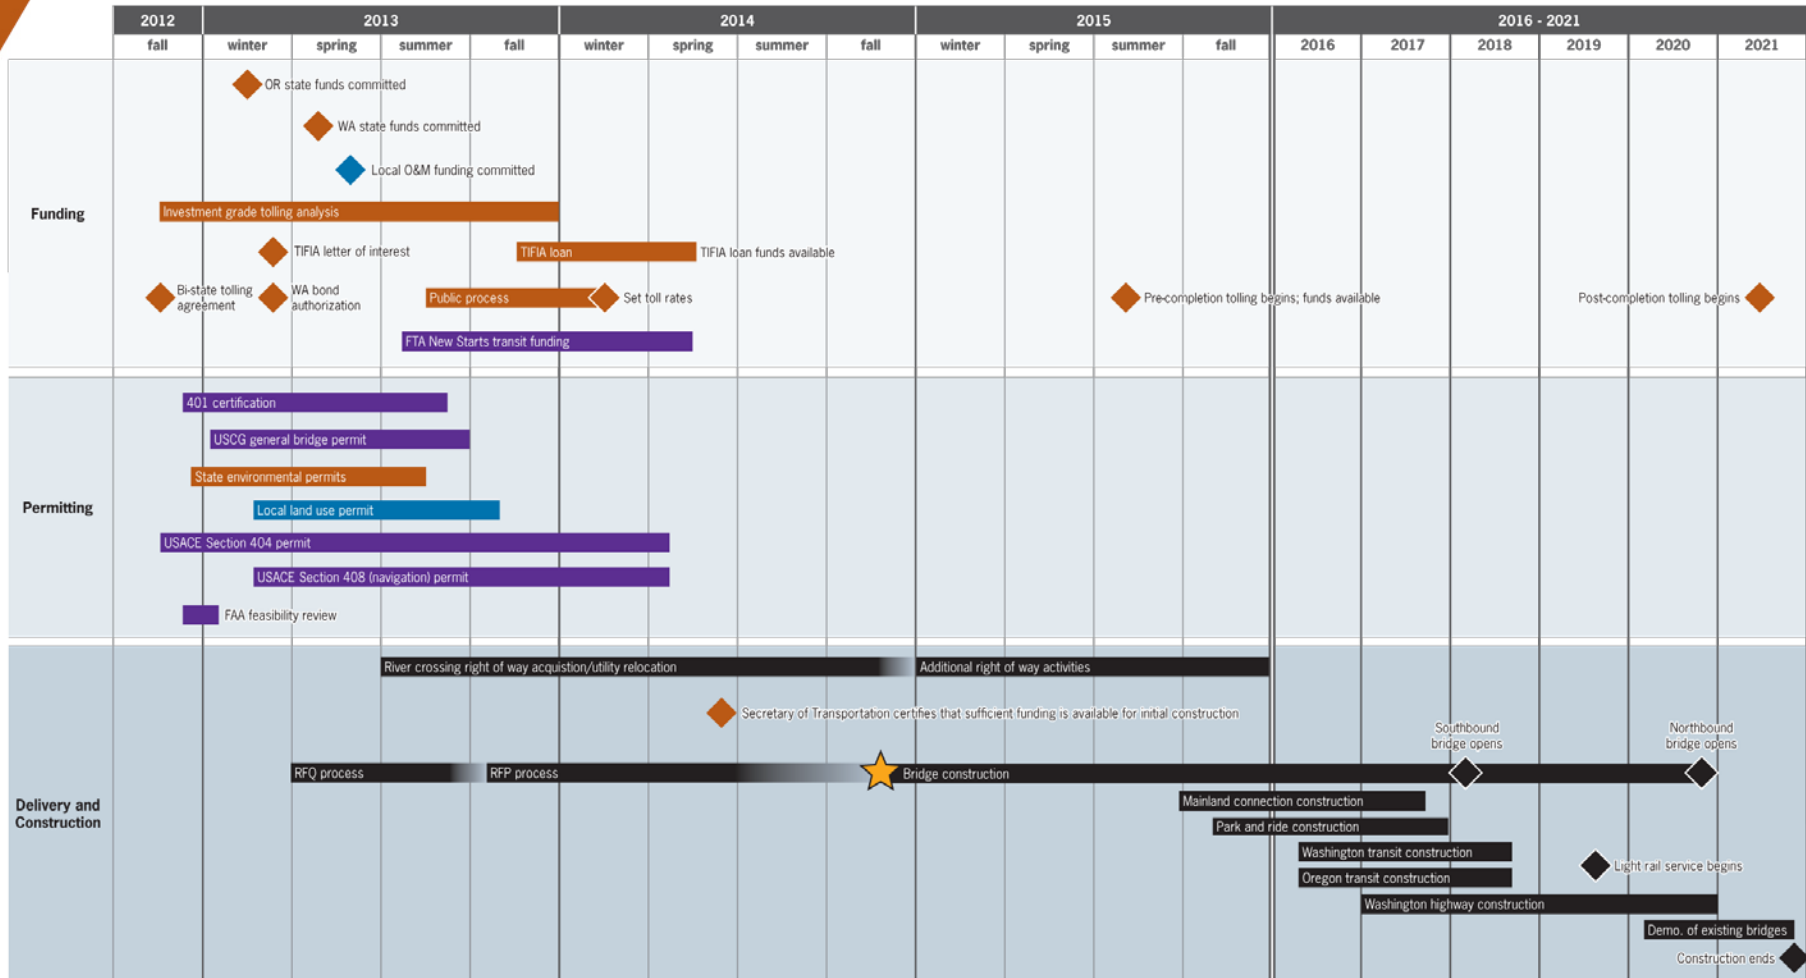 2012 2013 2014 2015 2016 - 2021
fall winter spring summer fall winter spring summer fall winter spring summer fall 2016 2017 2018 2019 2020 2021
Funding
OR state funds committed
WA state funds committed
Local O&M funding committed
Investment grade tolling analysis
TIFIA letter of interest
TIFIA loan
TIFIA loan funds available
Bi-state tolling
agreement
WA bond
authorization
Public process
Set toll rates
Pre-completion tolling begins; funds available
Post-completion tolling begins
FTA New Starts transit funding
Permitting
401 certification
USCG general bridge permit
State environmental permits
Local land use permit
USACE Section 404 permit
USACE Section 408 (navigation) permit
FAA feasibility review
Delivery and
Construction
River crossing right of way acquistion/utility relocation
Additional right of way activities
Secretary of Transportation certifies that sufficient funding is available for initial construction
Southbound
bridge opens
Northbound
bridge opens
RFQ process
RFP process
Bridge construction
Mainland connection construction
Park and ride construction
Washington transit construction
Light rail service begins
Oregon transit construction
Washington highway construction
Demo. of existing bridges
Construction ends